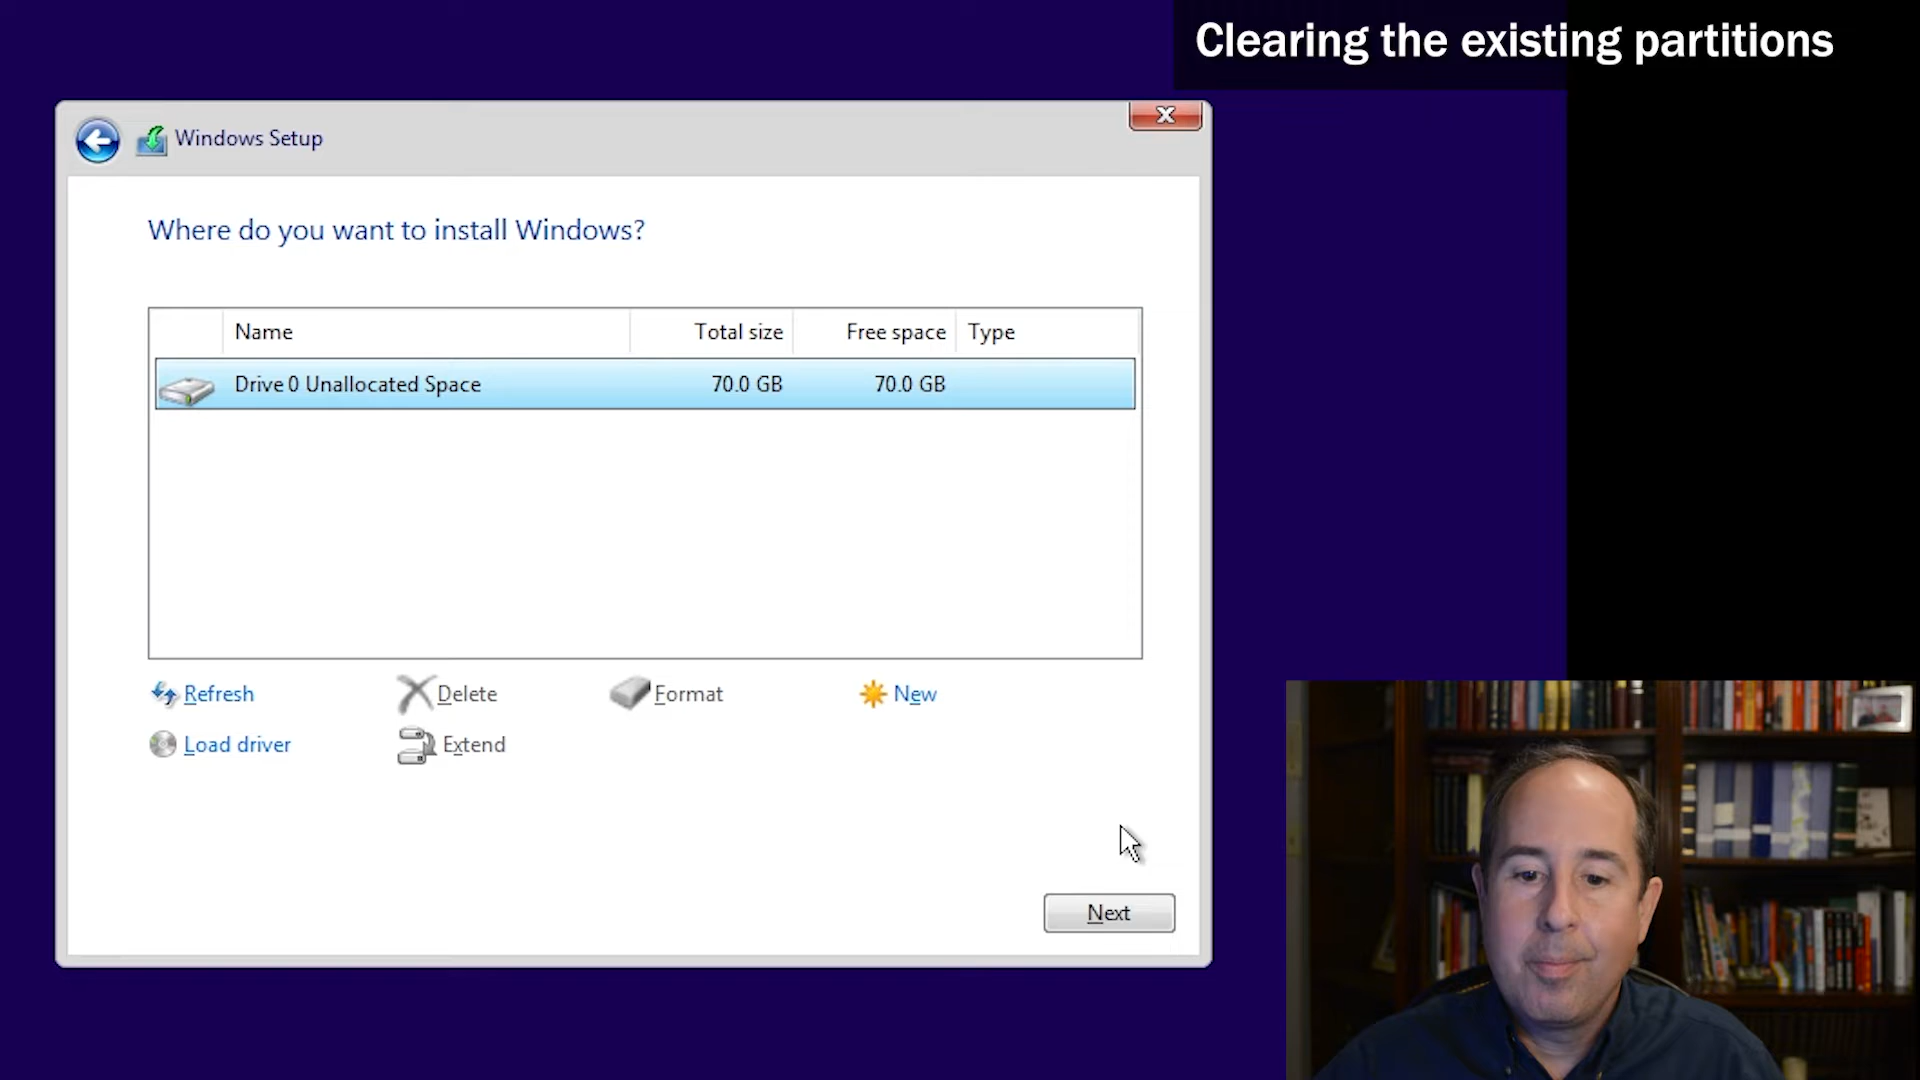 Clearing the existing partitions
Windows Setup
Where do you want to install Windows?
Name Total size Free space Type
Drive 0 Unallocated Space 70.0 GB 70.0 GB
Refresh Delete Format New
Load driver Extend
Next